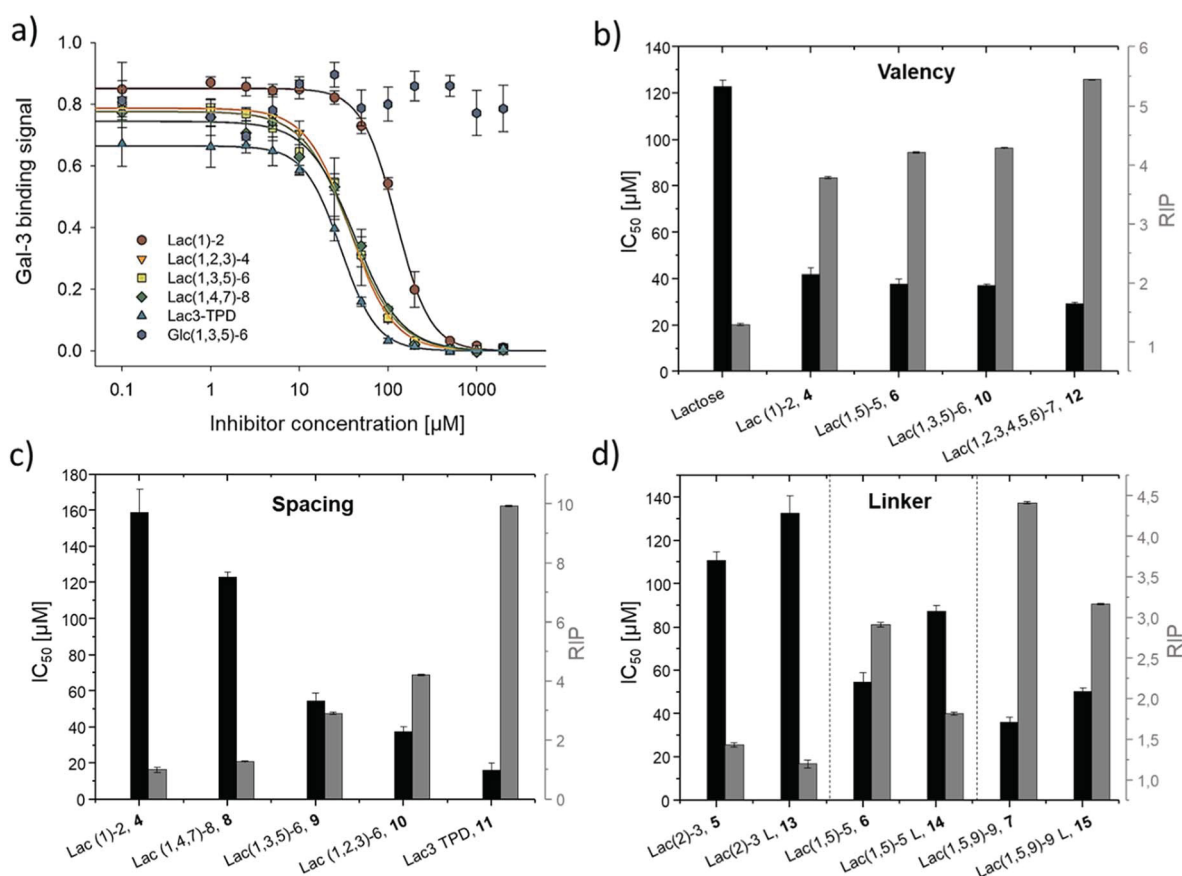 a)
1.0
0.8
0.6
0.4
0.2
0.0
Gal-3 binding signal
Lac(1)-2
Lac(1,2,3)-4
Lac(1,3,5)-6
Lac(1,4,7)-8
Lac3-TPD
Glc(1,3,5)-6
0.1
1
10
100
1000
Inhibitor concentration [µM]
b)
Valency
140
120
100
80
60
40
20
0
IC50 [µM]
6
5
4
3
2
1
RIP
Lactose
Lac (1)-2, 4
Lac(1,5)-5, 6
Lac(1,3,5)-6, 10
Lac(1,2,3,4,5,6)-7, 12
c)
Spacing
180
160
140
120
100
80
60
40
20
0
IC50 [µM]
10
8
6
4
2
0
RIP
Lac (1)-2, 4
Lac (1,4,7)-8, 8
Lac(1,3,5)-6, 9
Lac (1,2,3)-6, 10
Lac3 TPD, 11
d)
Linker
140
120
100
80
60
40
20
0
IC50 [µM]
4,5
4,0
3,5
3,0
2,5
2,0
1,5
1,0
RIP
Lac(2)-3, 5
Lac(2)-3 L, 13
Lac(1,5)-5, 6
Lac(1,5)-5 L, 14
Lac(1,5,9)-9, 7
Lac(1,5,9)-9 L, 15